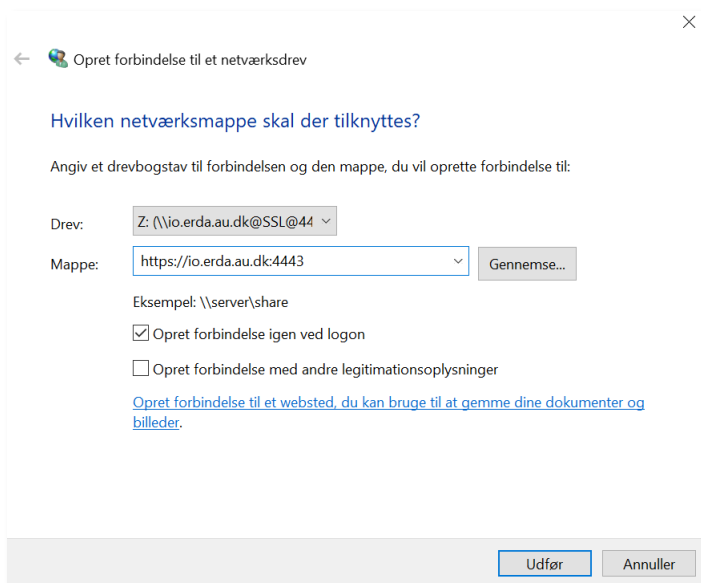 Opret forbindelse til et netværksdrev
Hvilken netværksmappe skal der tilknyttes?
Angiv et drevbogstav til forbindelsen og den mappe, du vil oprette forbindelse til:
Drev: Z: (\\io.erda.au.dk@SSL@44
Mappe: https://io.erda.au.dk:4443 Gennemse...
Eksempel: \\server\share
Opret forbindelse igen ved logon
Opret forbindelse med andre legitimationsoplysninger
Opret forbindelse til et websted, du kan bruge til at gemme dine dokumenter og
billeder.
Udfør Annuller